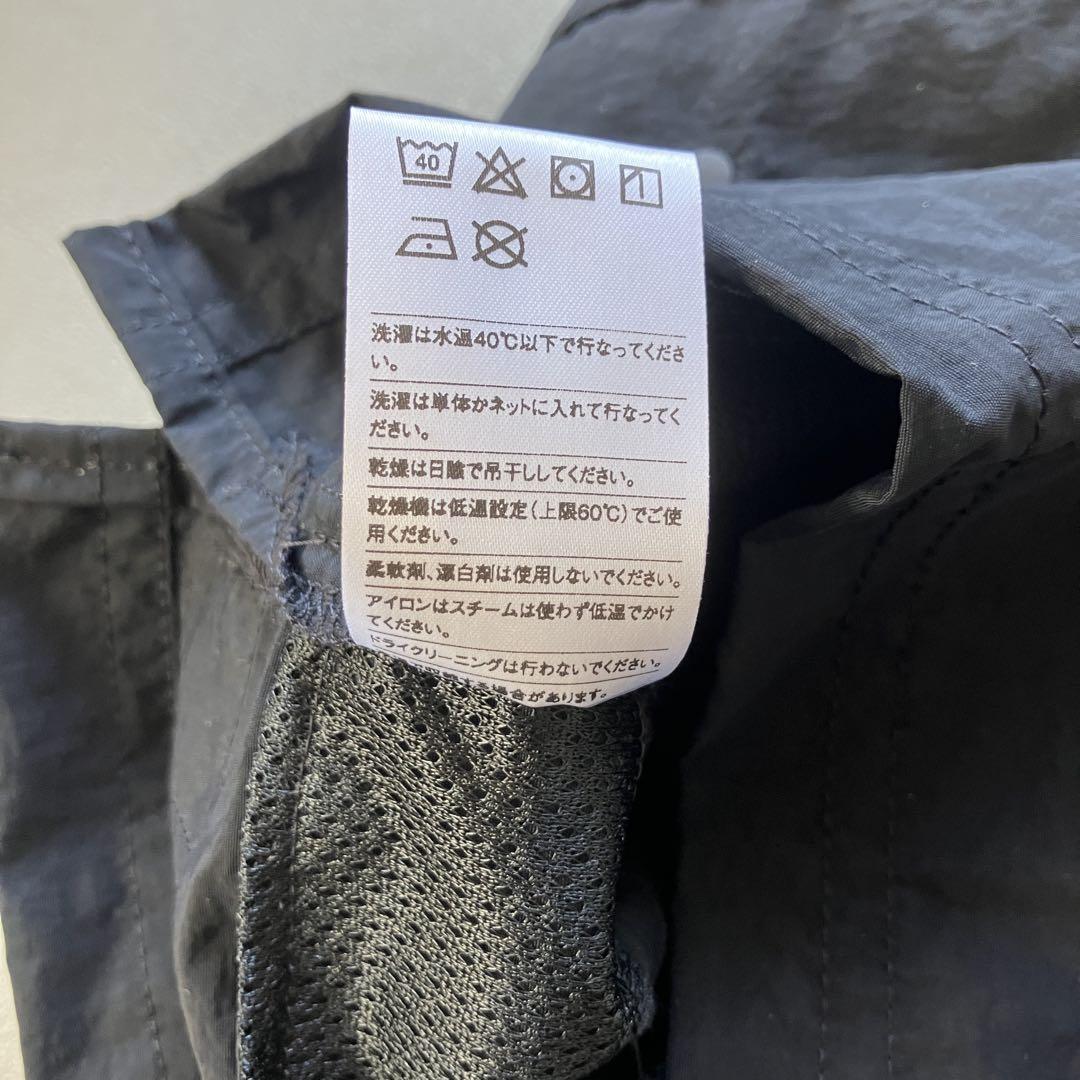 40
洗濯は水温40℃以下で行なってくださ
い。
洗濯は単体かネットに入れて行なってく
ださい。
乾燥は日陰で吊干ししてください。
乾燥機は低温設定(上限60℃)でご使
用ください。
柔軟剤、漂白剤は使用しないでください。
アイロンはスチームは使わず低温でかけ
てください。
ドライクリーニングは行わないでください。
場合があります。